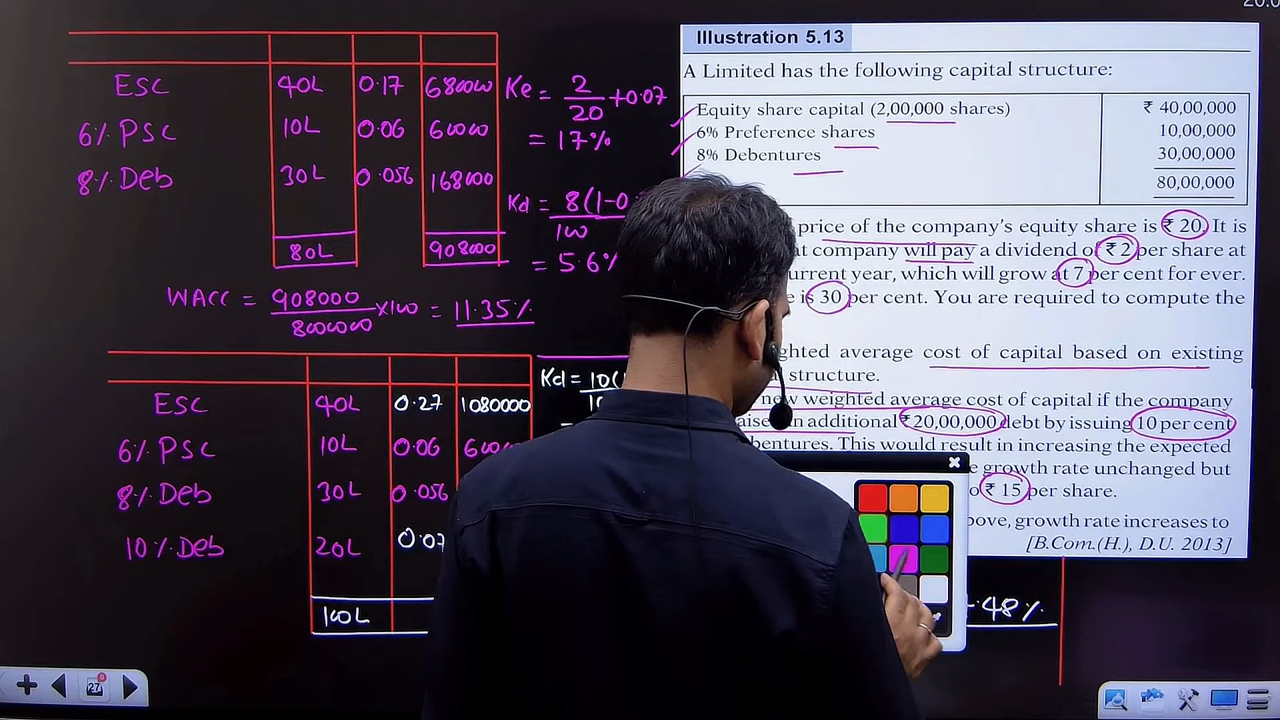 ESC 40L 0.17 680000
6% PSC 10L 0.06 60000
8% Deb 30L 0.056 168000
80L 908000
Ke = 2/20 + 0.07
= 17%
Kd = 8(1-0
100
= 5.6%
WACC = 908000/8000000 x100 = 11.35%
ESC 40L 0.27 1080000
6% PSC 10L 0.06
8% Deb 30L 0.056
10% Deb 20L 0.07
100L
Kd = 10(
.48%
Illustration 5.13
A Limited has the following capital structure:
Equity share capital (2,00,000 shares) ₹ 40,00,000
6% Preference shares 10,00,000
8% Debentures 30,00,000
80,00,000
price of the company's equity share is ₹ 20. It is
company will pay a dividend of ₹ 2 per share at
which will grow at 7 per cent for ever.
is 30 per cent. You are required to compute the
average cost of capital based on existing
structure.
new weighted average cost of capital if the company
an additional ₹20,00,000 debt by issuing 10 per cent
This would result in increasing the expected
growth rate unchanged but
₹ 15 per share.
growth rate increases to
[B.Com.(H.), D.U. 2013]
27